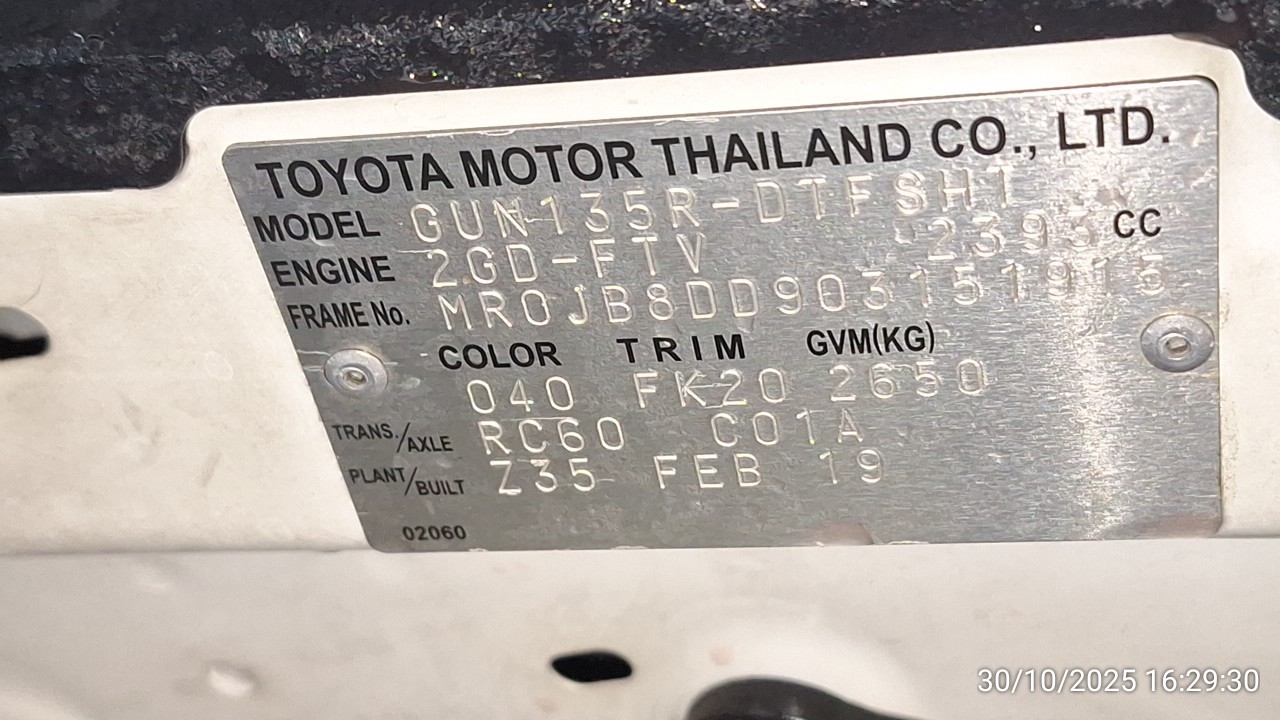 TOYOTA MOTOR THAILAND CO., LTD.
MODEL GUN135R-DTFSHT
ENGINE 2GD-FTV 2393 CC
FRAME No. MR0JB8DD903151915
COLOR TRIM GVM(KG)
040 FK20 2650
TRANS./AXLE RC60 C01A
PLANT/BUILT Z35 FEB 19
02060
30/10/2025 16:29:30